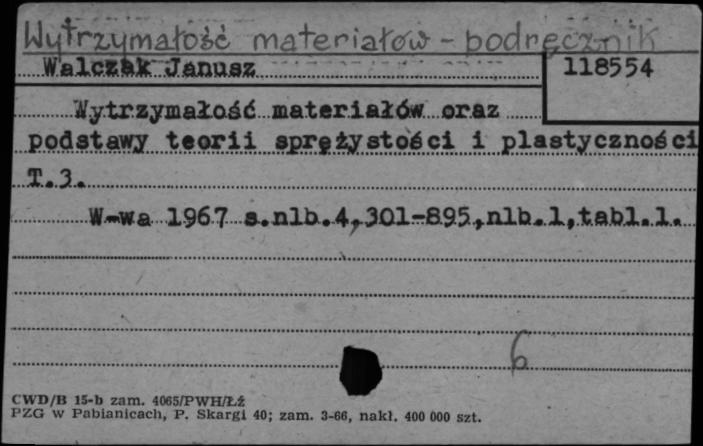 Wytrzymałość materiałów - podręcznik
Walczak Janusz
118554
Wytrzymałość materiałów oraz
podstawy teorii sprężystości i plastyczności
T.3.
W-wa 1967 s.nlb.4,301-895,nlb.1,tabl.1.
6
CWD/B 15-b zam. 4065/PWH/Łź
PZG w Pabianicach, P. Skargi 40; zam. 3-66, nakł. 400 000 szt.